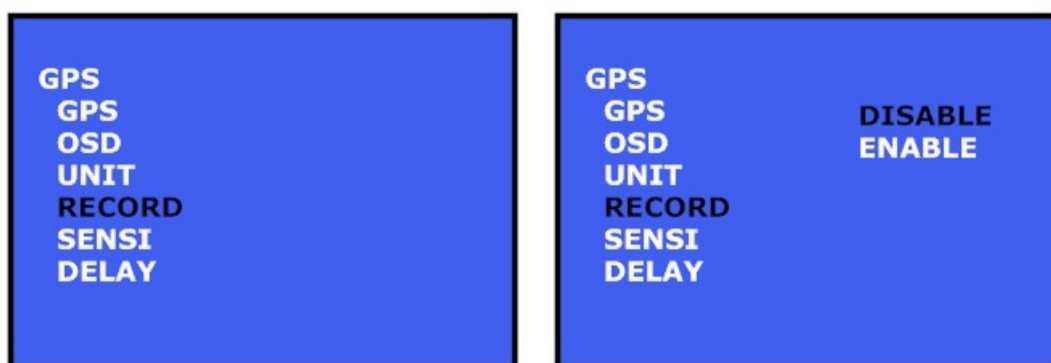 GPS
GPS
OSD
UNIT
RECORD
SENSI
DELAY
GPS
GPS
OSD
UNIT
RECORD
SENSI
DELAY
DISABLE
ENABLE